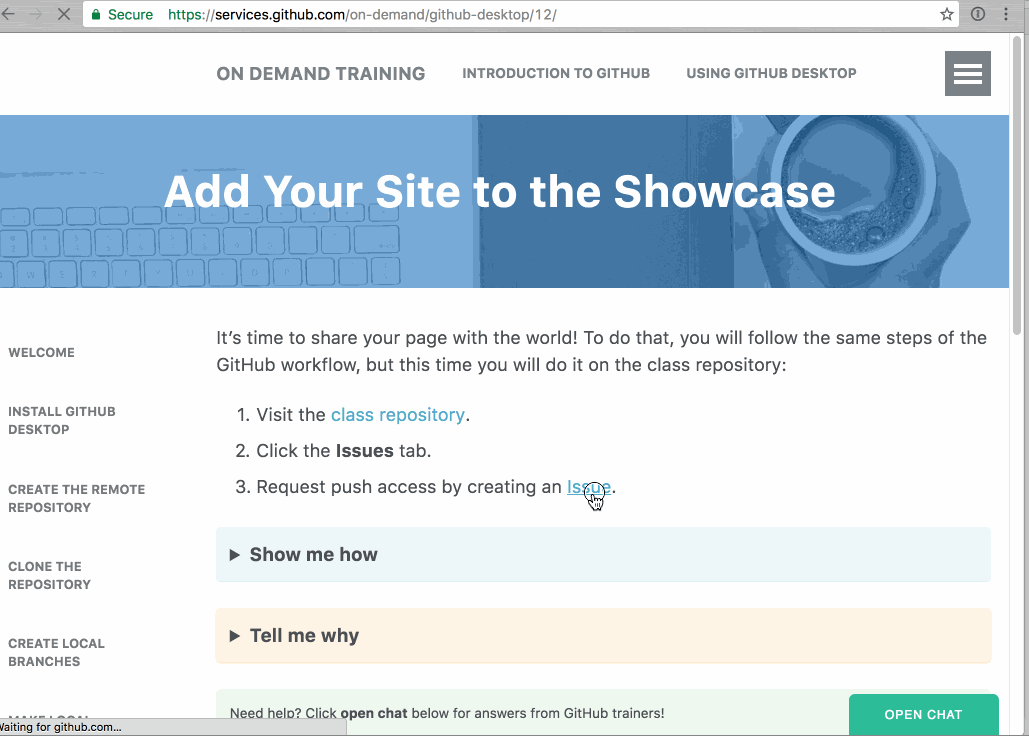 Secure https://services.github.com/on-demand/github-desktop/12/
ON DEMAND TRAINING INTRODUCTION TO GITHUB USING GITHUB DESKTOP
Add Your Site to the Showcase
WELCOME
INSTALL GITHUB
DESKTOP
CREATE THE REMOTE
REPOSITORY
CLONE THE
REPOSITORY
CREATE LOCAL
BRANCHES
MAKE LOCAL
It's time to share your page with the world! To do that, you will follow the same steps of the
GitHub workflow, but this time you will do it on the class repository:
1. Visit the class repository.
2. Click the Issues tab.
3. Request push access by creating an Issue.
Show me how
Tell me why
Need help? Click open chat below for answers from GitHub trainers!
OPEN CHAT
Waiting for github.com...